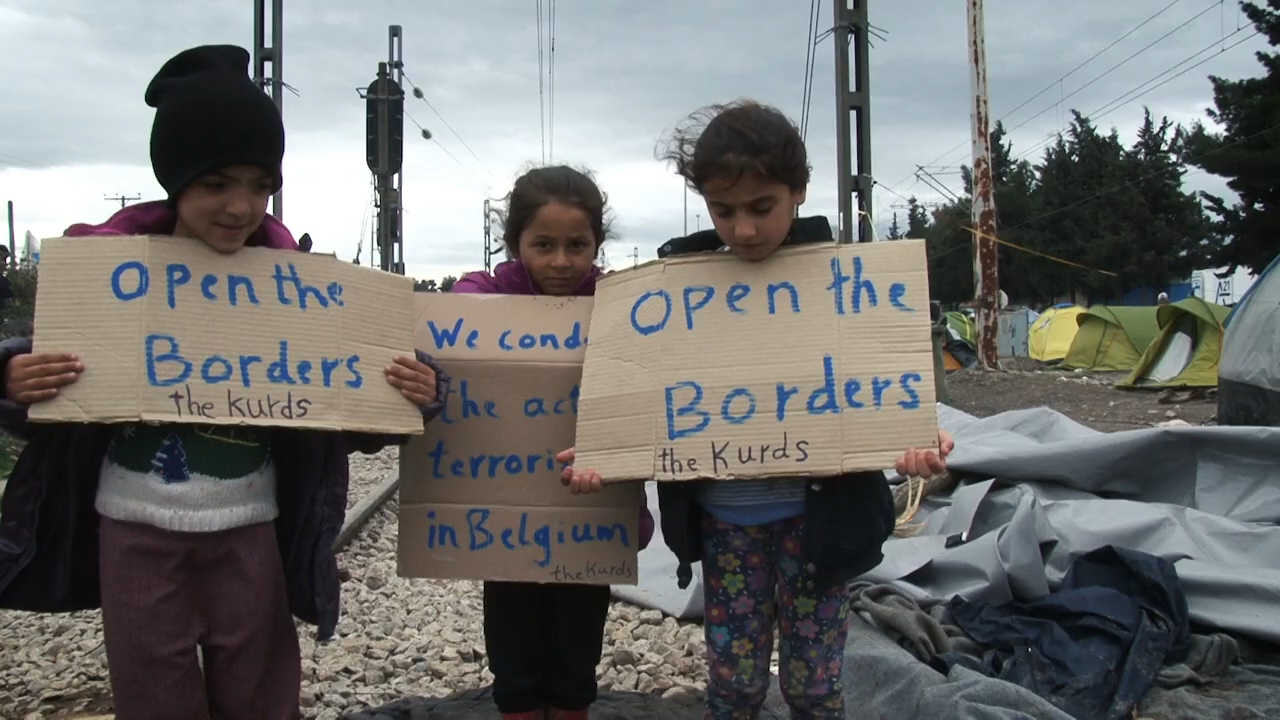 Open the
Borders
the Kurds
We cond
the act
terroris
in Belgium
the Kurds
Open the
Borders
the Kurds
A21